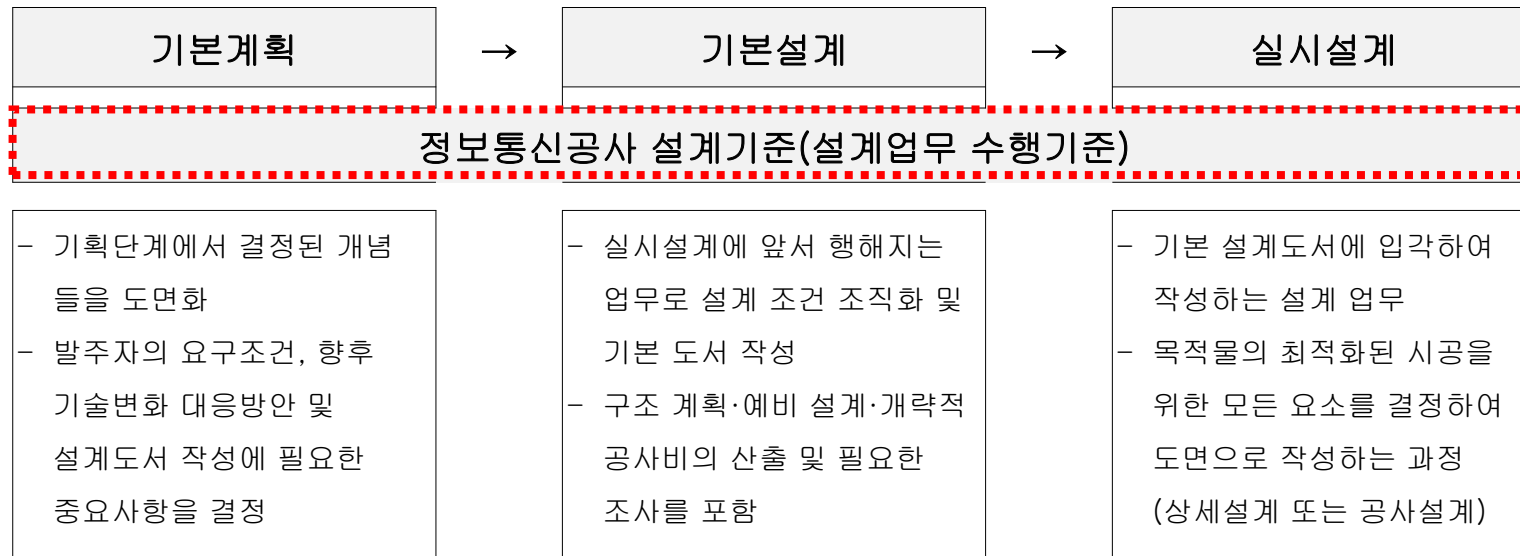 기본계획 → 기본설계 → 실시설계
정보통신공사 설계기준(설계업무 수행기준)
- 기획단계에서 결정된 개념
들을 도면화
- 발주자의 요구조건, 향후
기술변화 대응방안 및
설계도서 작성에 필요한
중요사항을 결정
- 실시설계에 앞서 행해지는
업무로 설계 조건 조직화 및
기본 도서 작성
- 구조 계획·예비 설계·개략적
공사비의 산출 및 필요한
조사를 포함
- 기본 설계도서에 입각하여
작성하는 설계 업무
- 목적물의 최적화된 시공을
위한 모든 요소를 결정하여
도면으로 작성하는 과정
(상세설계 또는 공사설계)